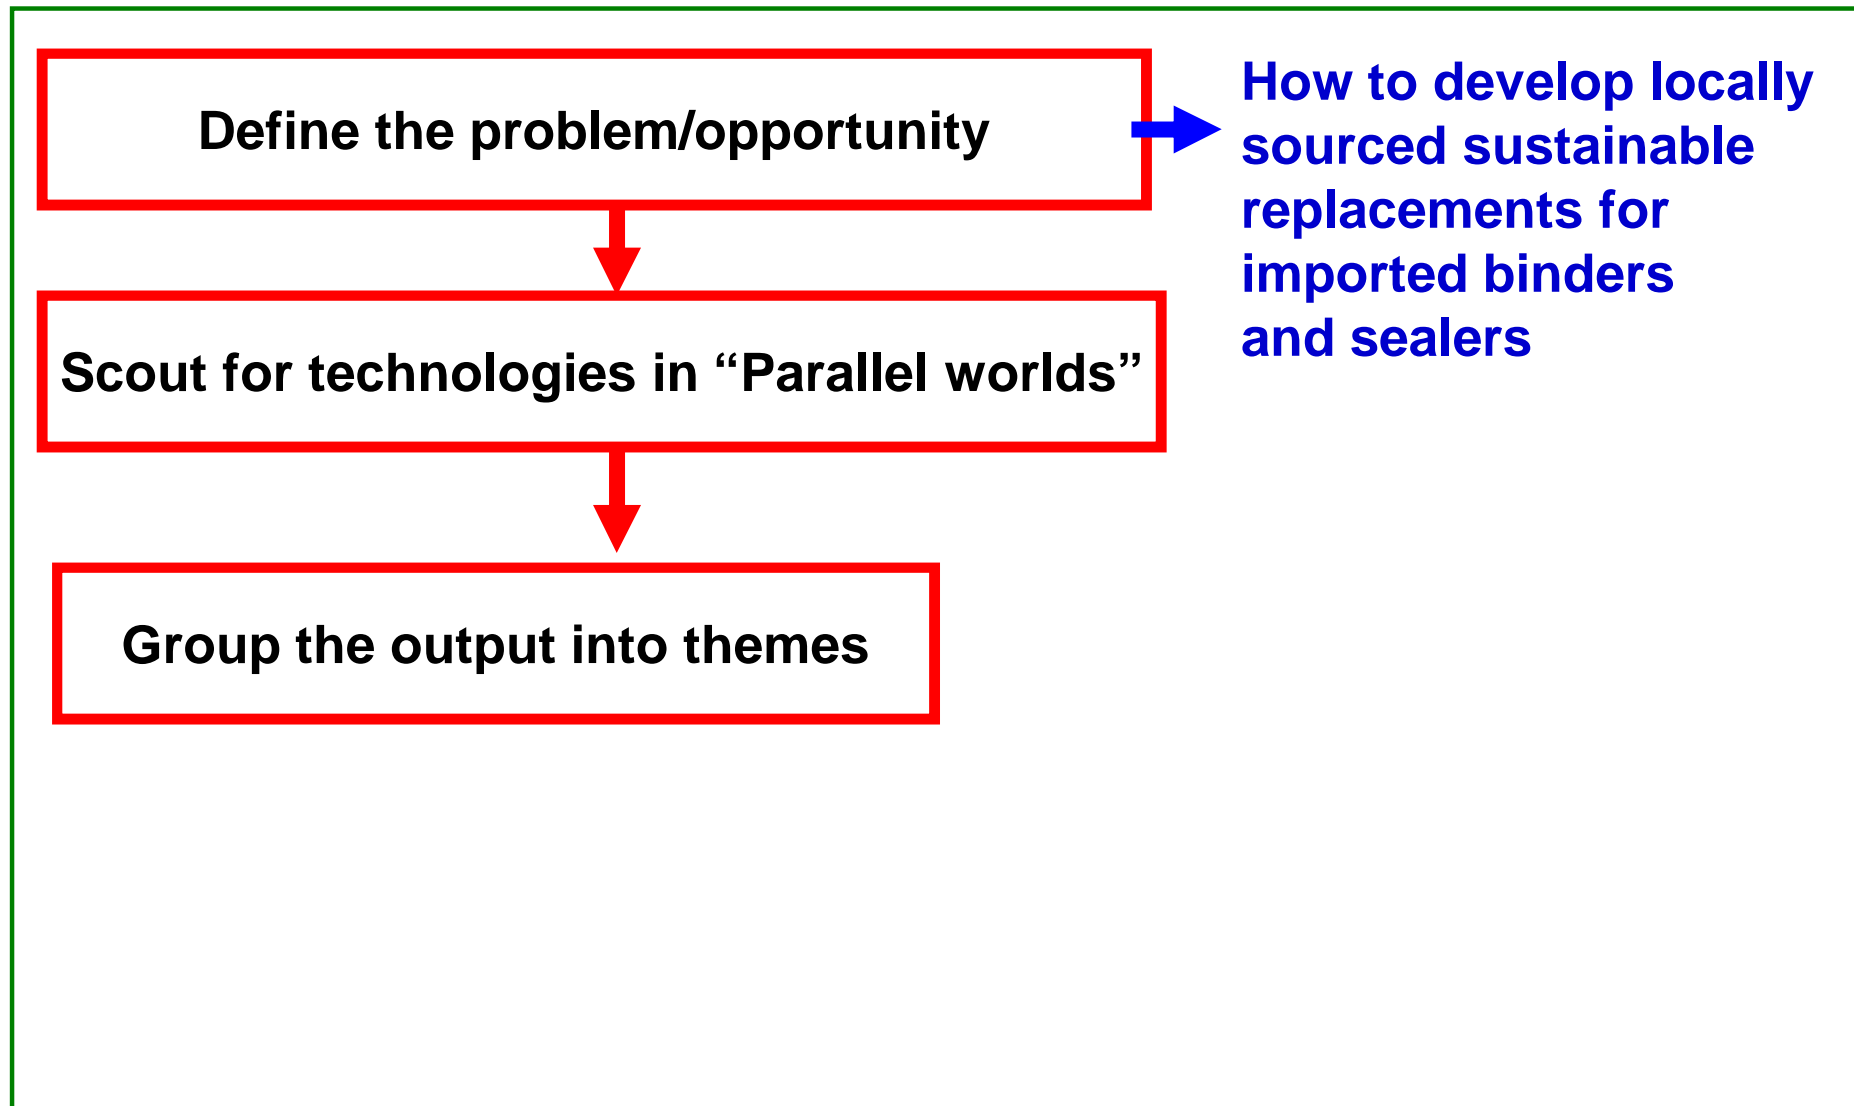 Define the problem/opportunity
How to develop locally
sourced sustainable
replacements for
imported binders
and sealers
Scout for technologies in “Parallel worlds”
Group the output into themes